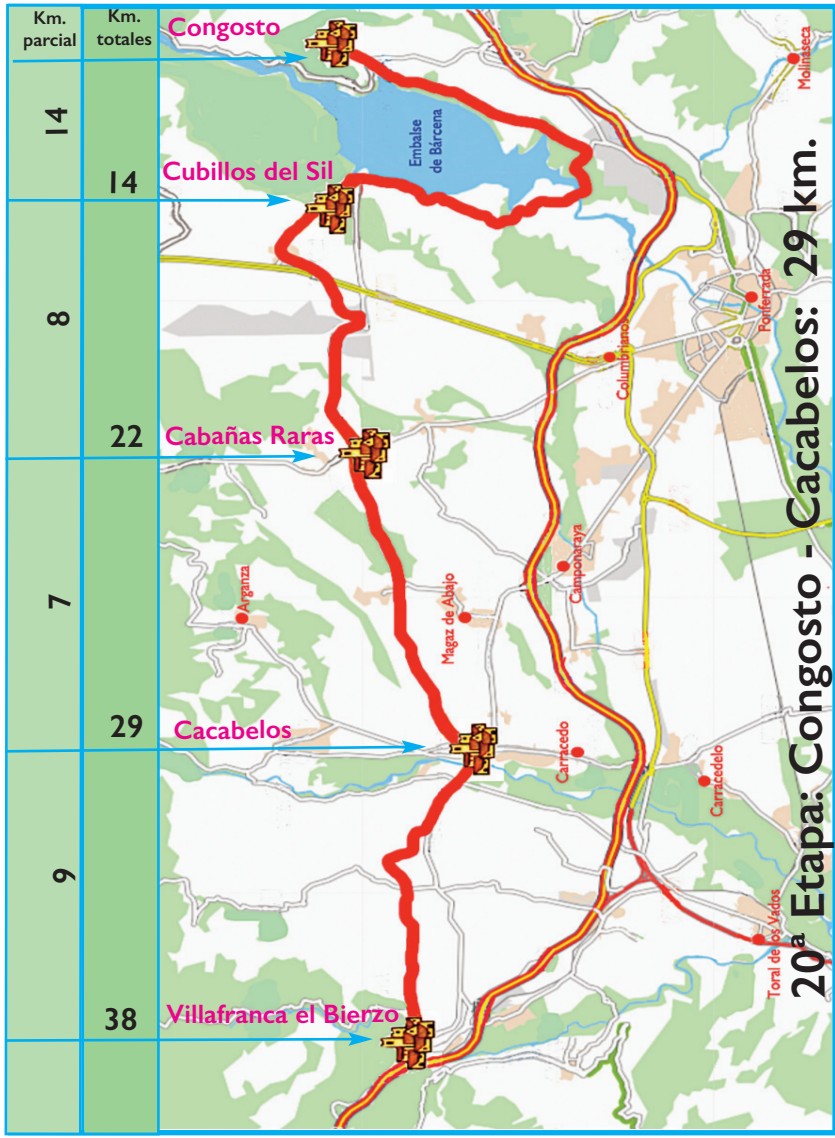 Km.
parcial
Km.
totales
Congosto
14
Cubillos del Sil
14
8
Cabañas Raras
22
7
Cacabelos
29
9
Villafranca el Bierzo
38
Embalse
de Bárcena
Molinaseca
Ponferrada
Columbrianos
Camponaraya
Magaz de Abajo
Arganza
Carracedo
Carracedelo
Toral de los Vados
20ª Etapa: Congosto - Cacabelos: 29 km.